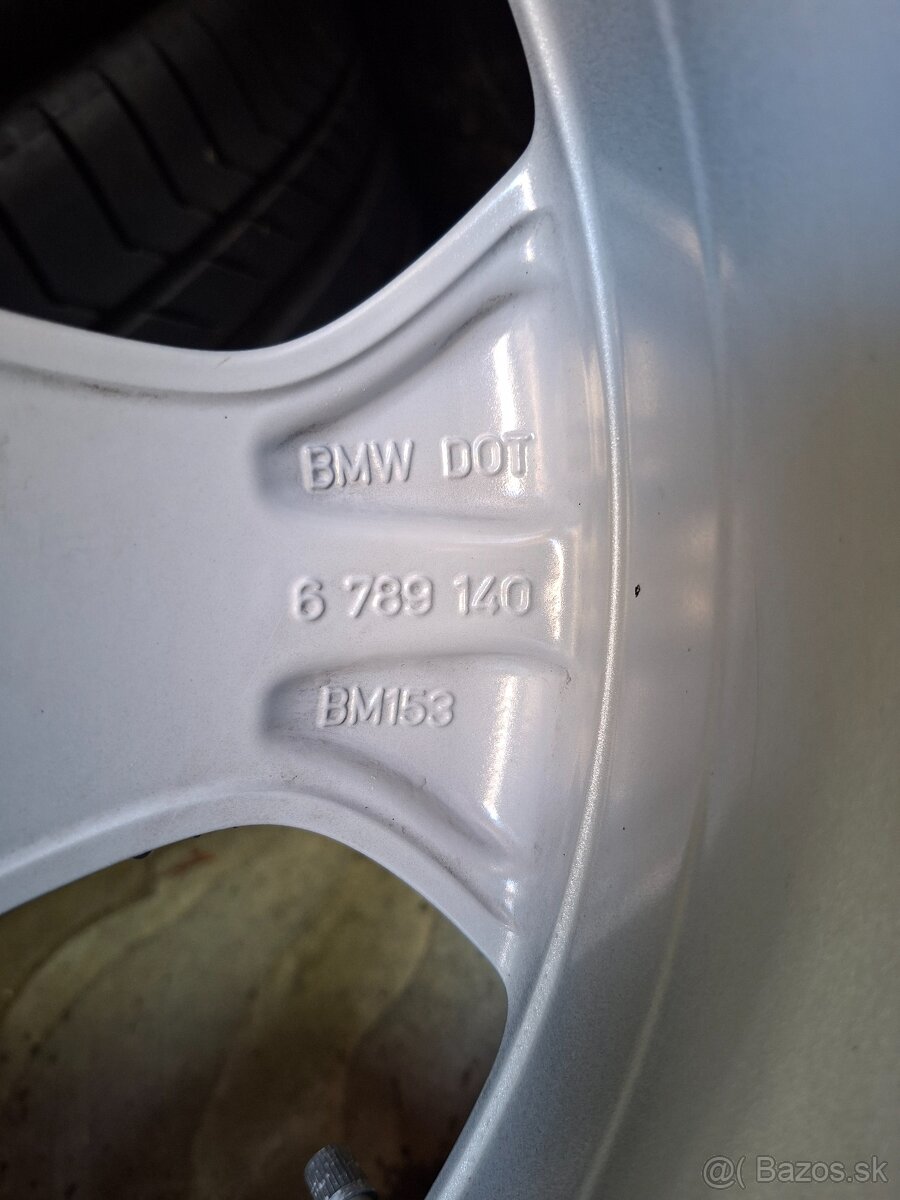 BMW DOT
6 789 140
BM153
@( Bazos.sk